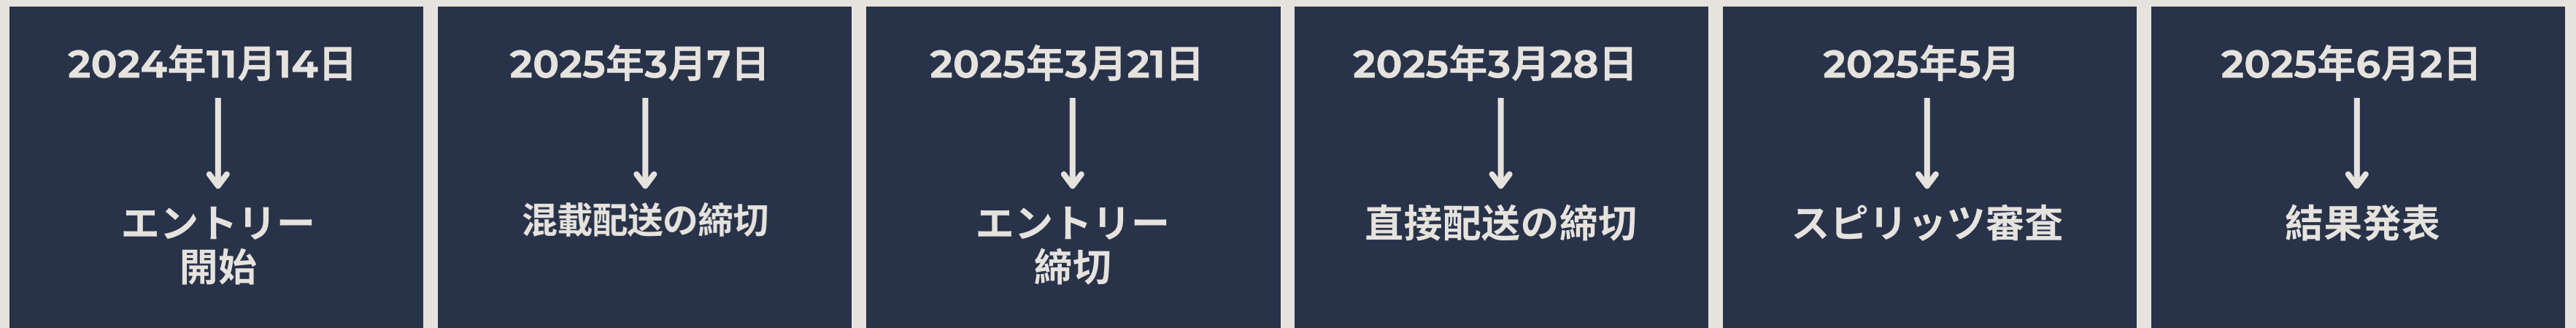 2024年11月14日
エントリー
開始
2025年3月7日
混載配送の締切
2025年3月21日
エントリー
締切
2025年3月28日
直接配送の締切
2025年5月
スピリッツ審査
2025年6月2日
結果発表